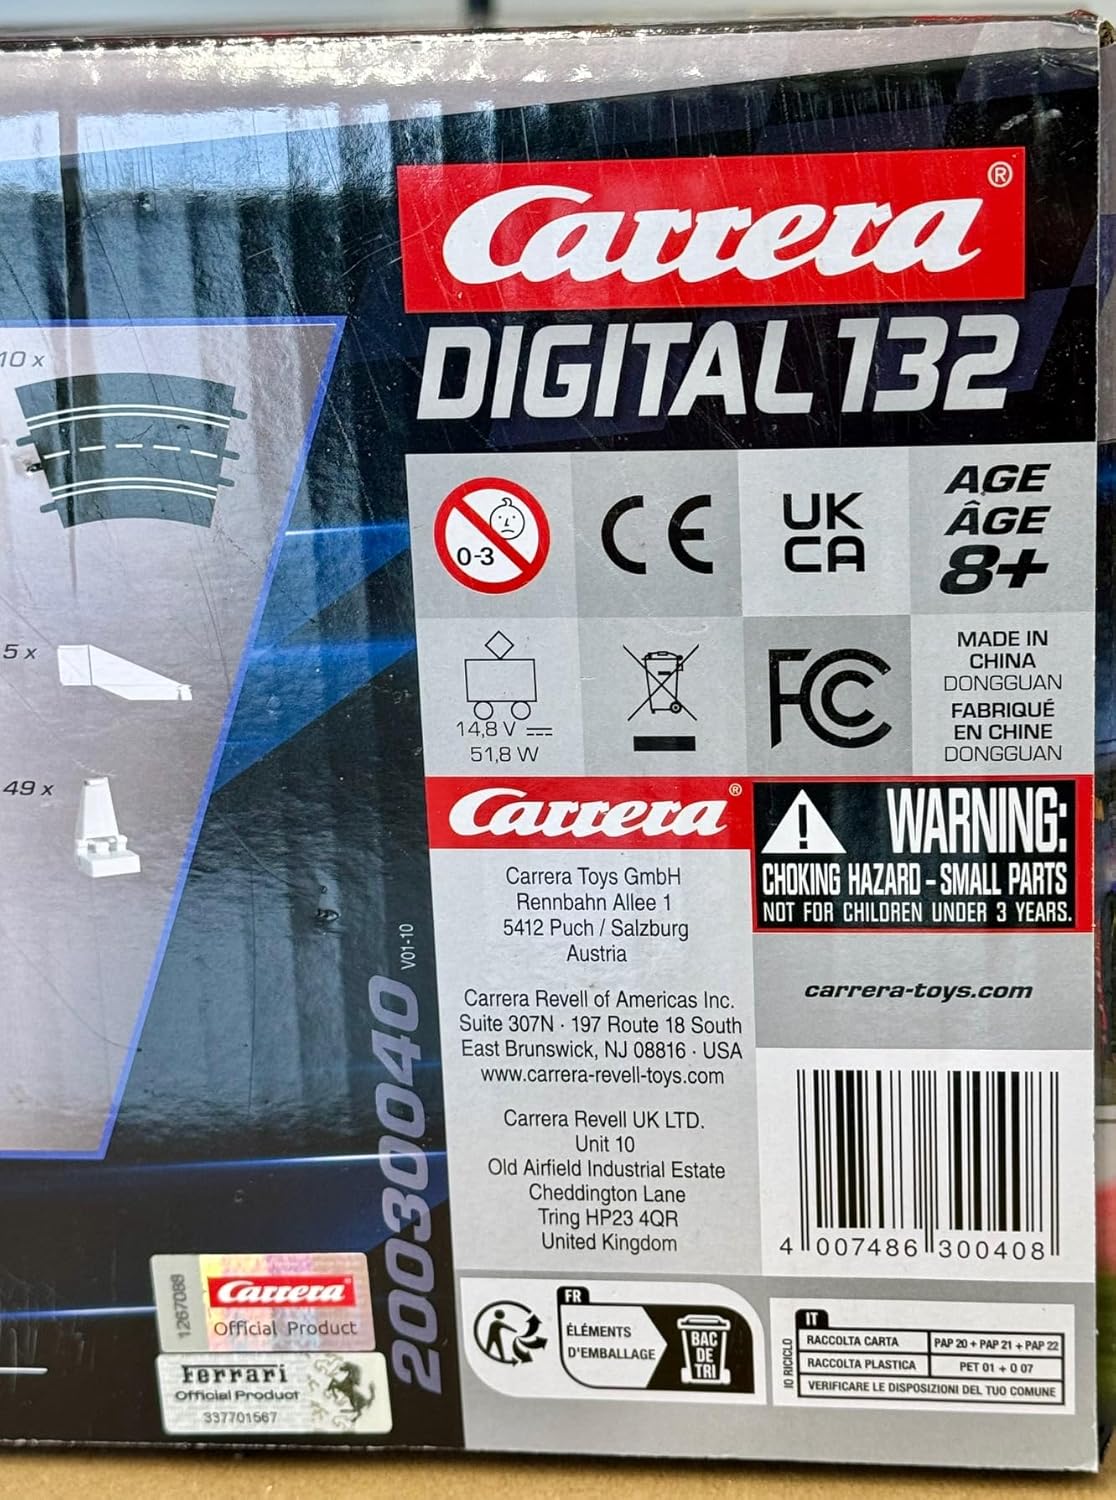 Carrera®
DIGITAL 132
10 x
5 x
49 x
0-3
CE
UK
CA
AGE
ÂGE
8+
14,8 V
51,8 W
FC
MADE IN
CHINA
DONGGUAN
FABRIQUÉ
EN CHINE
DONGGUAN
Carrera®
WARNING:
CHOKING HAZARD – SMALL PARTS
NOT FOR CHILDREN UNDER 3 YEARS.
Carrera Toys GmbH
Rennbahn Allee 1
5412 Puch / Salzburg
Austria
Carrera Revell of Americas Inc.
Suite 307N · 197 Route 18 South
East Brunswick, NJ 08816 · USA
www.carrera-revell-toys.com
Carrera Revell UK LTD.
Unit 10
Old Airfield Industrial Estate
Cheddington Lane
Tring HP23 4QR
United Kingdom
carrera-toys.com
4 007486 300408
20030040 V01-10
1267088
Carrera
Official Product
Ferrari
Official Product
337701567
FR
ÉLÉMENTS
D'EMBALLAGE
BAC
DE
TRI
IO RICICLO
IT
RACCOLTA CARTA PAP 20 + PAP 21 + PAP 22
RACCOLTA PLASTICA PET 01 + O 07
VERIFICARE LE DISPOSIZIONI DEL TUO COMUNE